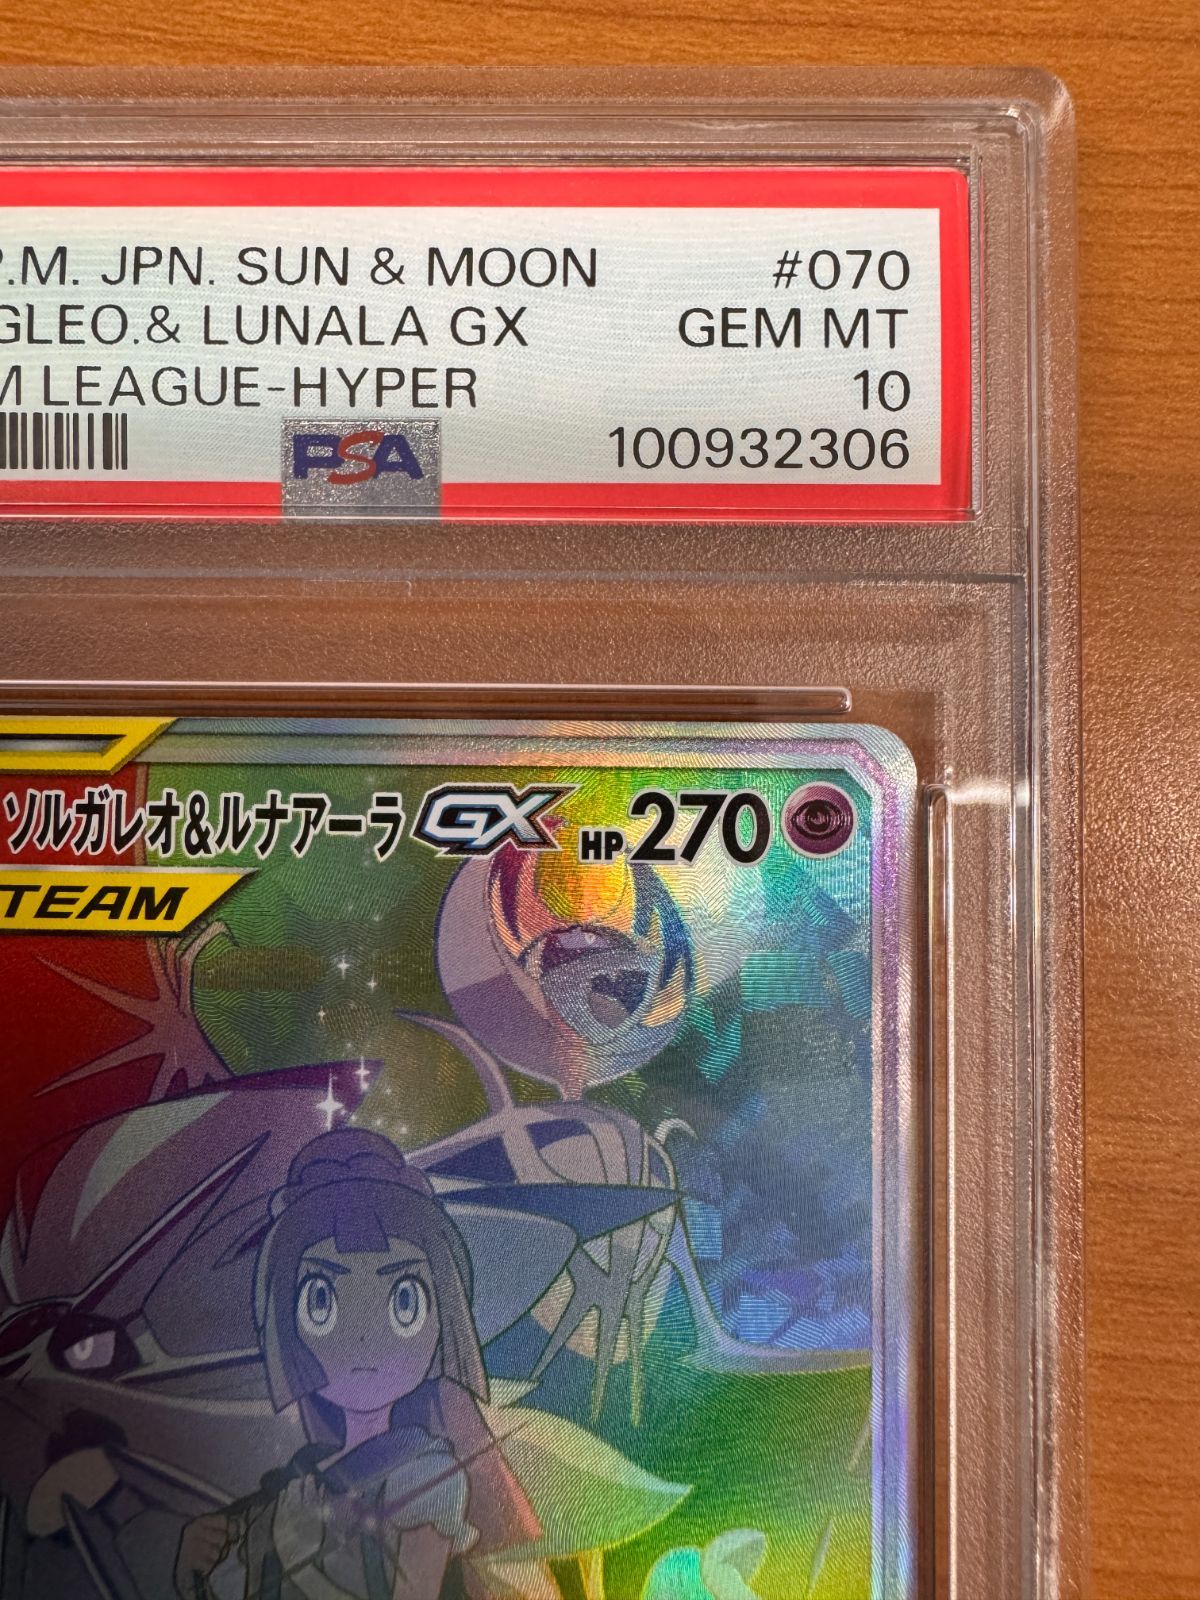 P.M. JPN. SUN & MOON #070
GLEO.& LUNALA GX GEM MT
M LEAGUE-HYPER 10
PSA 100932306
ソルガレオ&ルナアーラ GX HP 270
TEAM